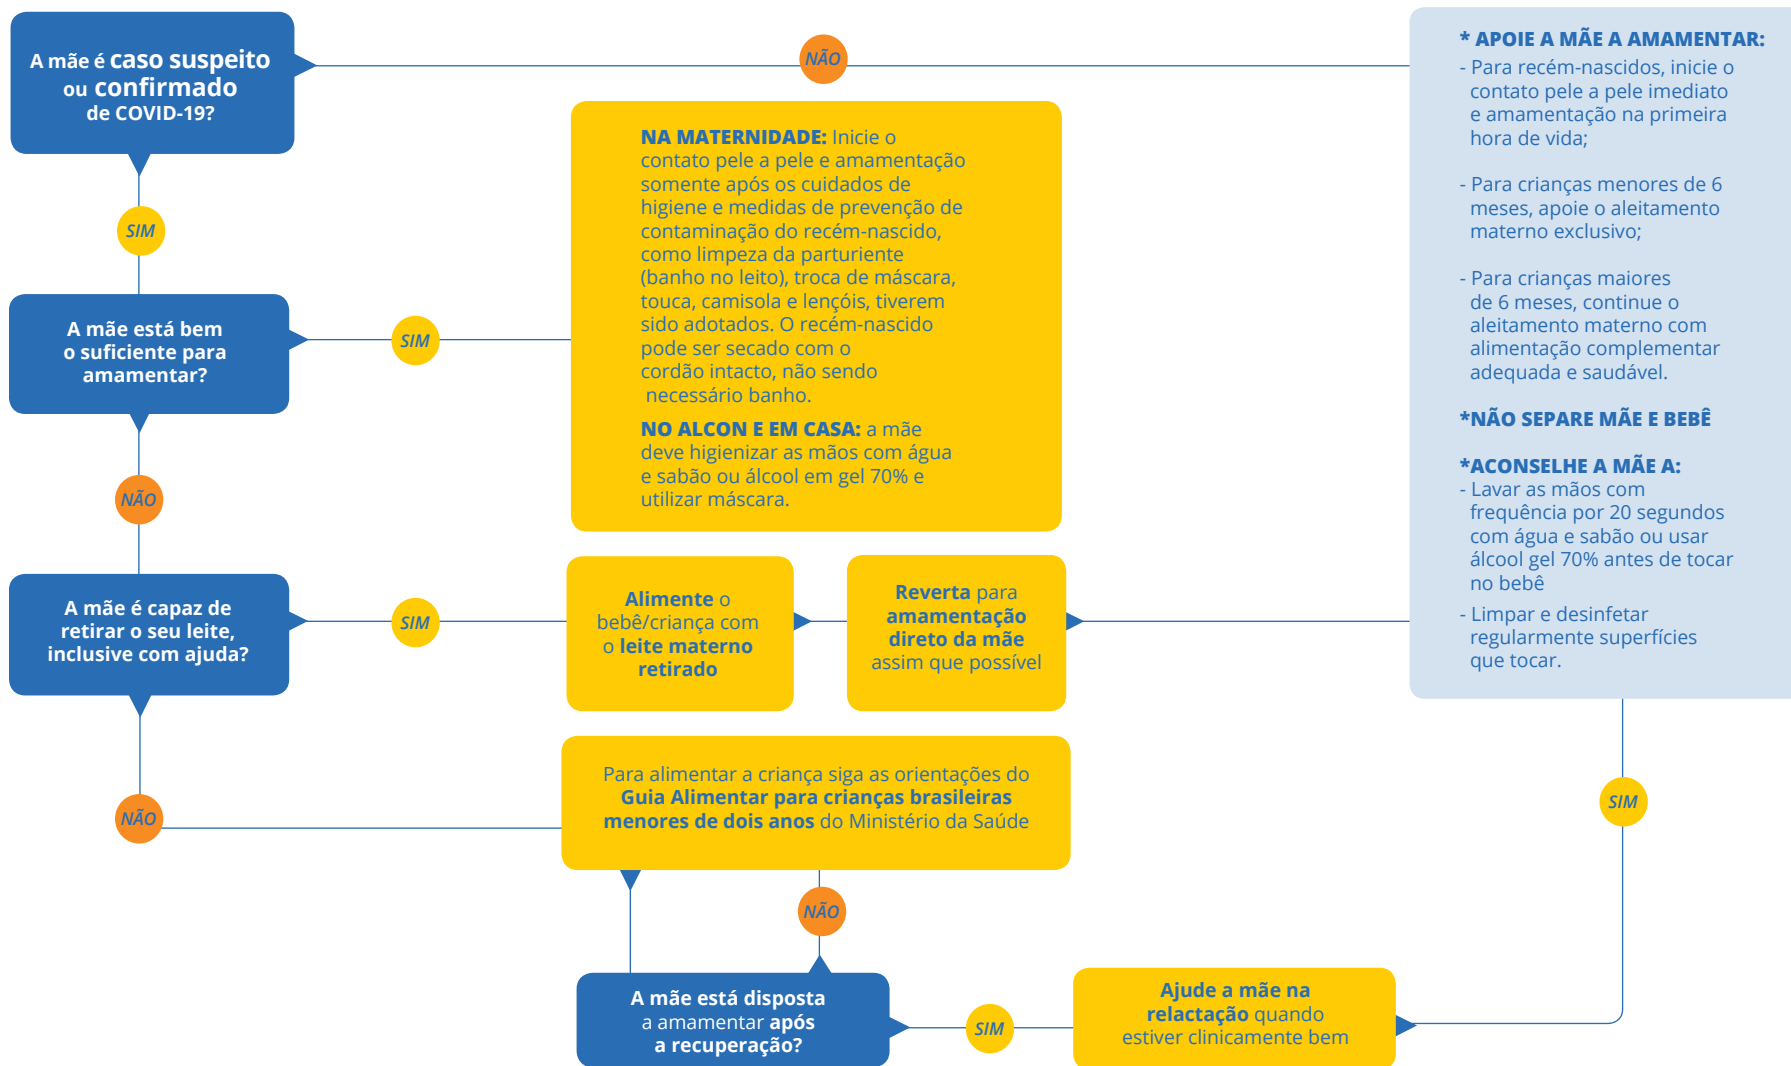 A mãe é caso suspeito
ou confirmado
de COVID-19?
NÃO
SIM
A mãe está bem
o suficiente para
amamentar?
SIM
NA MATERNIDADE: Inicie o
contato pele a pele e amamentação
somente após os cuidados de
higiene e medidas de prevenção de
contaminação do recém-nascido,
como limpeza da parturiente
(banho no leito), troca de máscara,
touca, camisola e lençóis, tiverem
sido adotados. O recém-nascido
pode ser secado com o
cordão intacto, não sendo
necessário banho.
NO ALCON E EM CASA: a mãe
deve higienizar as mãos com água
e sabão ou álcool em gel 70% e
utilizar máscara.
NÃO
A mãe é capaz de
retirar o seu leite,
inclusive com ajuda?
SIM
Alimente o
bebê/criança com
o leite materno
retirado
Reverta para
amamentação
direto da mãe
assim que possível
* APOIE A MÃE A AMAMENTAR:
- Para recém-nascidos, inicie o
contato pele a pele imediato
e amamentação na primeira
hora de vida;
- Para crianças menores de 6
meses, apoie o aleitamento
materno exclusivo;
- Para crianças maiores
de 6 meses, continue o
aleitamento materno com
alimentação complementar
adequada e saudável.
*NÃO SEPARE MÃE E BEBÊ
*ACONSELHE A MÃE A:
- Lavar as mãos com
frequência por 20 segundos
com água e sabão ou usar
álcool gel 70% antes de tocar
no bebê
- Limpar e desinfetar
regularmente superfícies
que tocar.
NÃO
Para alimentar a criança siga as orientações do
Guia Alimentar para crianças brasileiras
menores de dois anos do Ministério da Saúde
NÃO
A mãe está disposta
a amamentar após
a recuperação?
SIM
Ajude a mãe na
relactação quando
estiver clinicamente bem
SIM